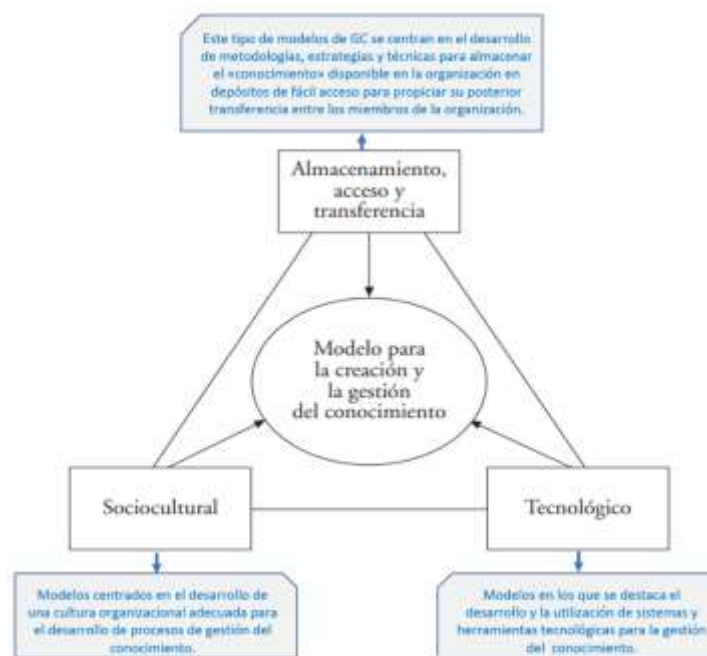 Este tipo de modelos de GC se centran en el desarrollo
de metodologías, estrategias y técnicas para almacenar
el «conocimiento» disponible en la organización en
depósitos de fácil acceso para propiciar su posterior
transferencia entre los miembros de la organización.
Almacenamiento,
acceso y
transferencia
Modelo para
la creación y
la gestión
del conocimiento
Sociocultural
Tecnológico
Modelos centrados en el desarrollo de
una cultura organizacional adecuada para
el desarrollo de procesos de gestión del
conocimiento.
Modelos en los que se destaca el
desarrollo y la utilización de sistemas y
herramientas tecnológicas para la gestión
del conocimiento.